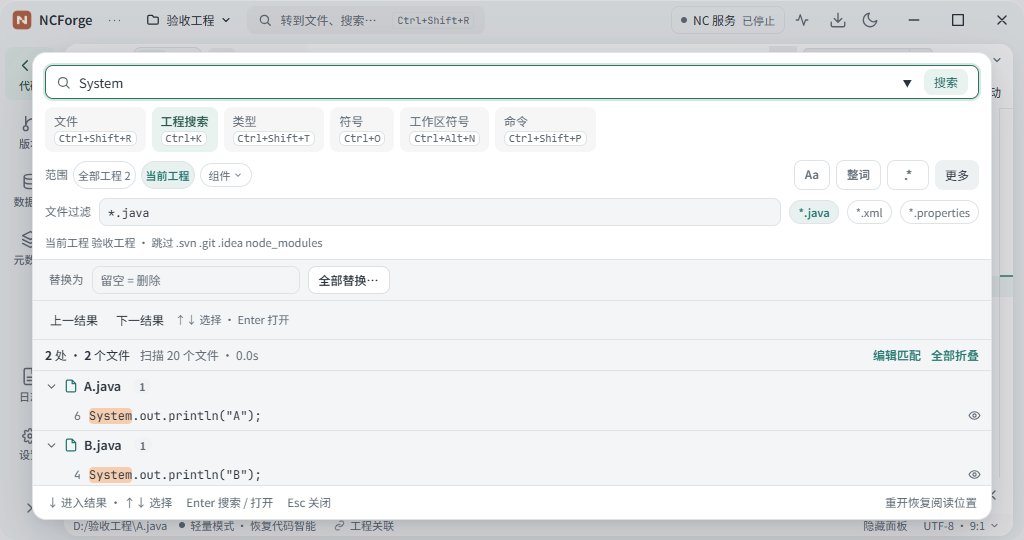 NCForge ··· 验收工程 转到文件、搜索… Ctrl+Shift+R NC 服务 已停止
System ▼ 搜索
文件 工程搜索 类型 符号 工作区符号 命令
Ctrl+Shift+R Ctrl+K Ctrl+Shift+T Ctrl+O Ctrl+Alt+N Ctrl+Shift+P
范围 全部工程 2 当前工程 组件 Aa 整词 .* 更多
文件过滤 *.java *.java *.xml *.properties
当前工程 验收工程 • 跳过 .svn .git .idea node_modules
替换为 留空 = 删除 全部替换…
上一结果 下一结果 ↑↓ 选择 • Enter 打开
2 处 • 2 个文件 扫描 20 个文件 • 0.0s 编辑匹配 全部折叠
A.java 1
6 System.out.println("A");
B.java 1
4 System.out.println("B");
↓ 进入结果 • ↑↓ 选择 Enter 搜索 / 打开 Esc 关闭 重开恢复阅读位置
D:/验收工程\A.java 轻量模式 • 恢复代码智能 工程关联 隐藏面板 UTF-8 • 9:1